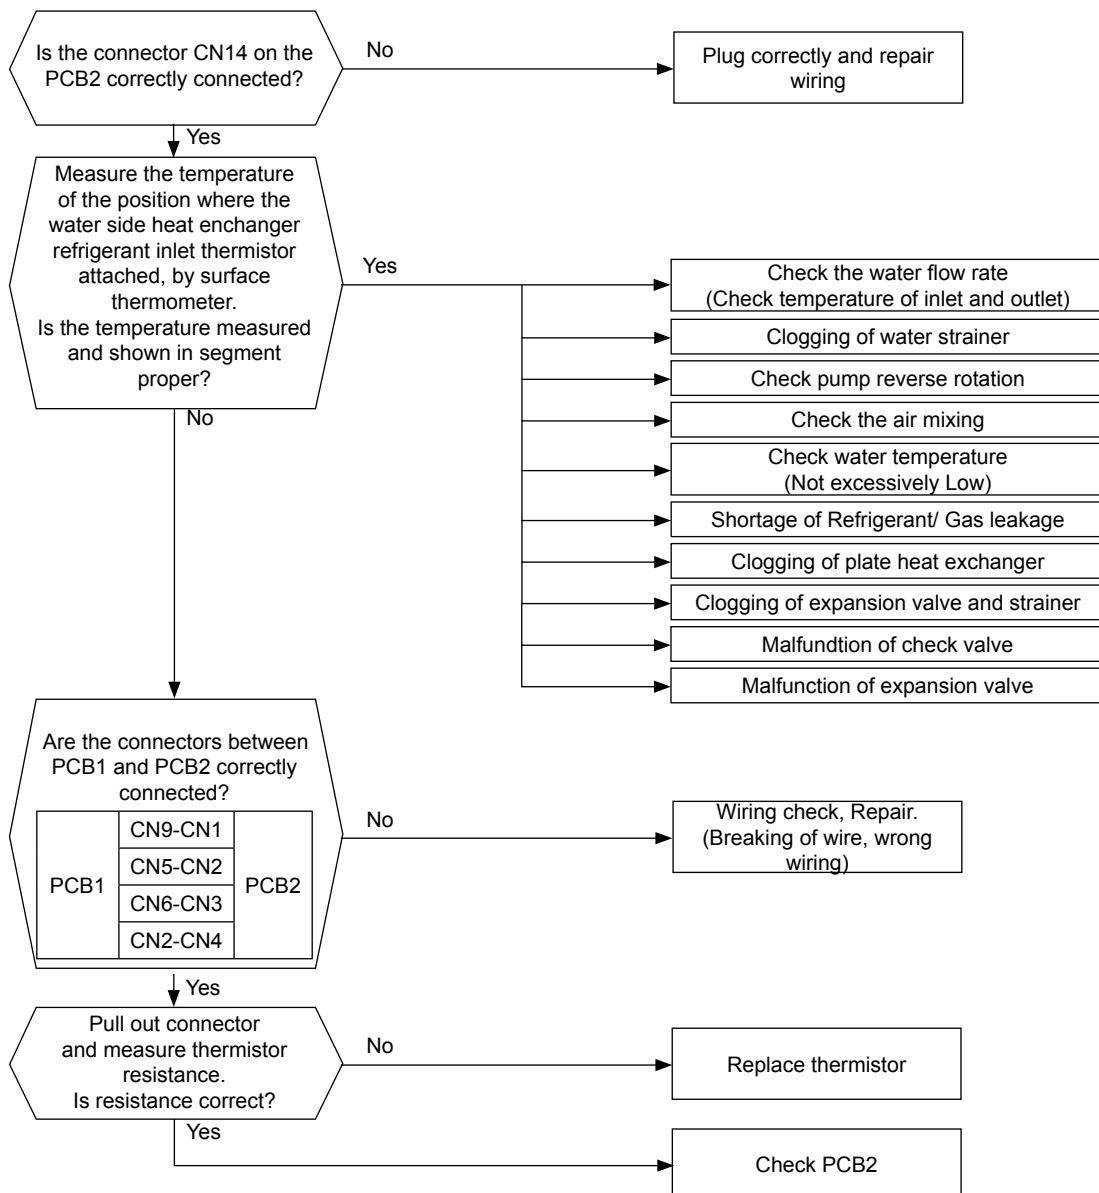 Is the connector CN14 on the
PCB2 correctly connected?
No
Plug correctly and repair
wiring
Yes
Measure the temperature
of the position where the
water side heat enchanger
refrigerant inlet thermistor
attached, by surface
thermometer.
Is the temperature measured
and shown in segment
proper?
Yes
Check the water flow rate
(Check temperature of inlet and outlet)
Clogging of water strainer
Check pump reverse rotation
Check the air mixing
Check water temperature
(Not excessively Low)
Shortage of Refrigerant/ Gas leakage
Clogging of plate heat exchanger
Clogging of expansion valve and strainer
Malfundtion of check valve
Malfunction of expansion valve
No
Are the connectors between
PCB1 and PCB2 correctly
connected?
PCB1
CN9-CN1
CN5-CN2
CN6-CN3
CN2-CN4
PCB2
No
Wiring check, Repair.
(Breaking of wire, wrong
wiring)
Yes
Pull out connector
and measure thermistor
resistance.
Is resistance correct?
No
Replace thermistor
Yes
Check PCB2